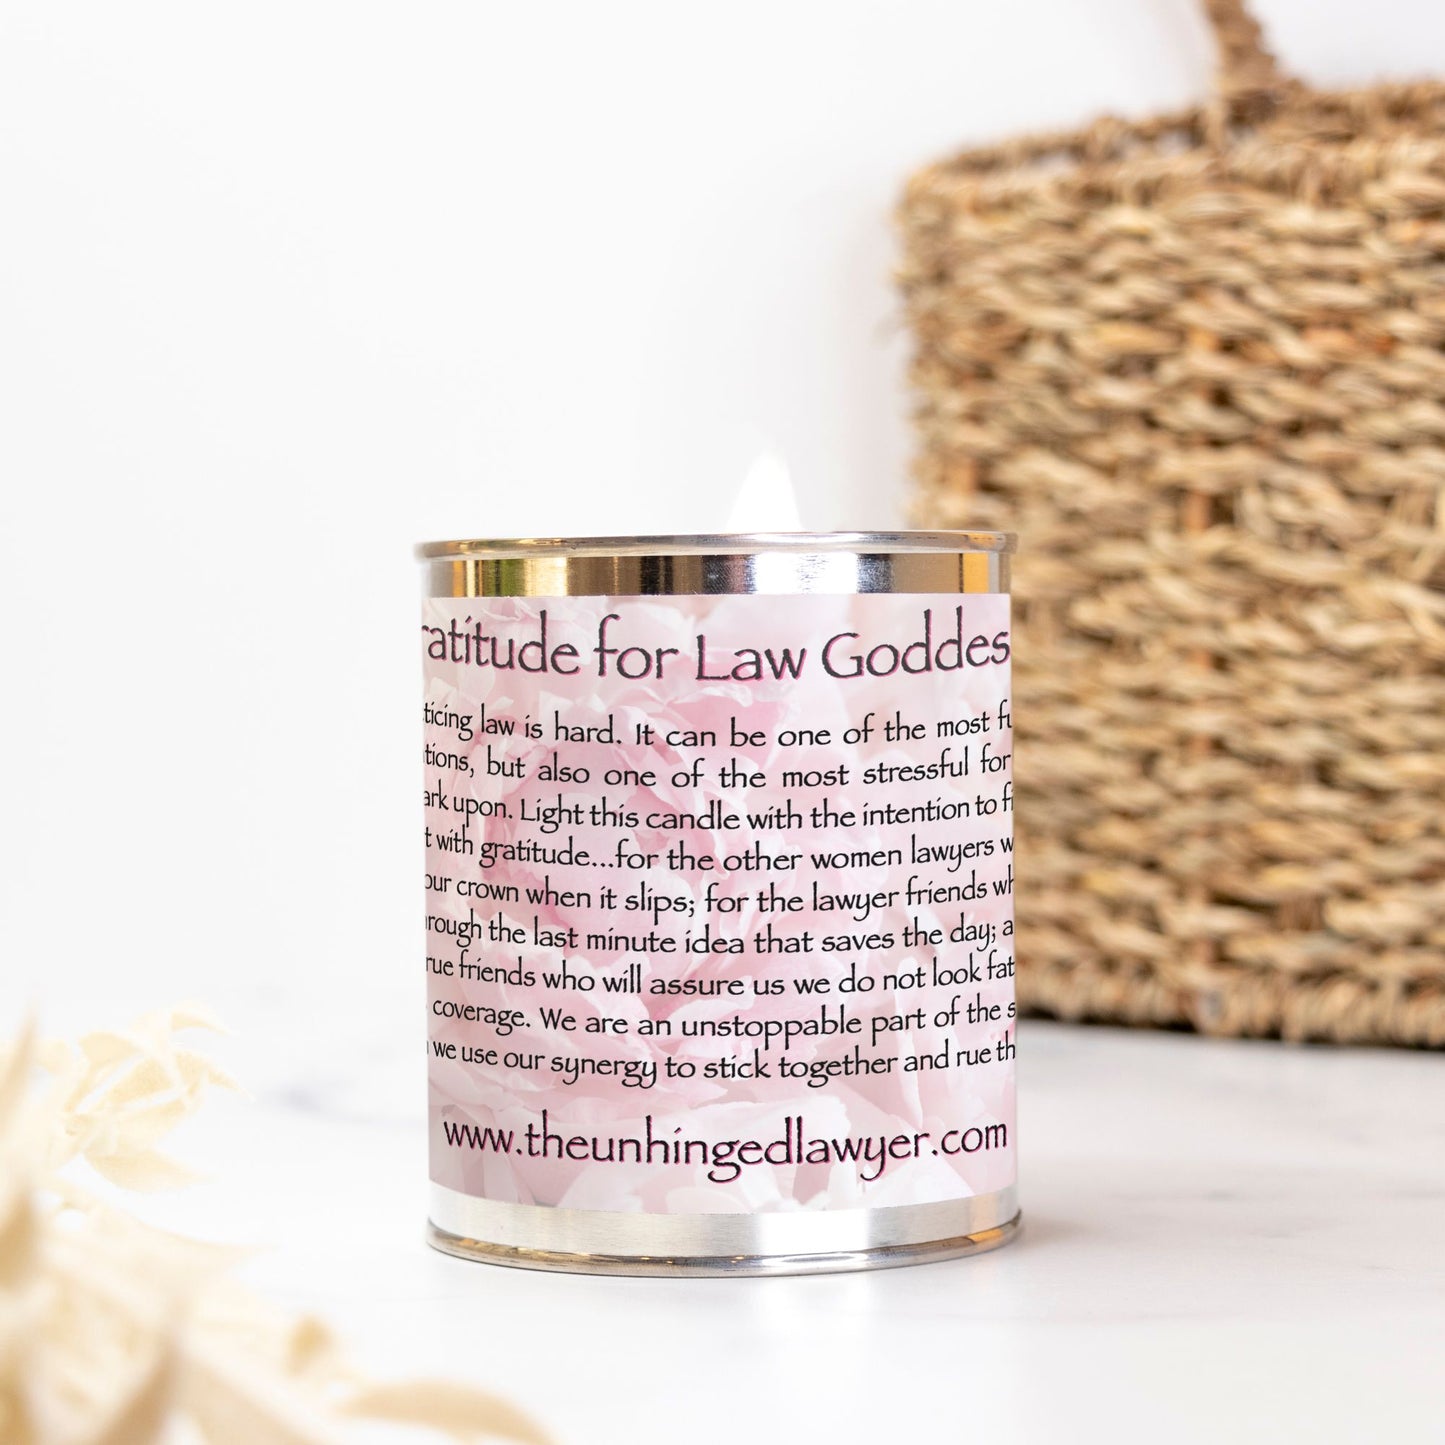 ratitude for Law Goddes
ticing law is hard. It can be one of the most fu
tions, but also one of the most stressful for
ark upon. Light this candle with the intention to fi
t with gratitude...for the other women lawyers w
our crown when it slips; for the lawyer friends wh
rough the last minute idea that saves the day; a
rue friends who will assure us we do not look fat
coverage. We are an unstoppable part of the s
we use our synergy to stick together and rue th
www.theunhingedlawyer.com